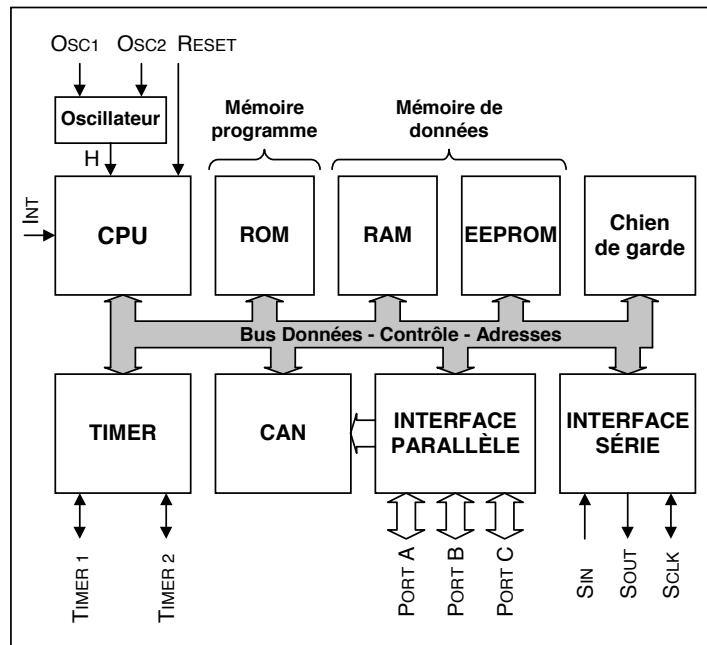 OSC1 OSC2 RESET
Oscillateur
Mémoire
programme
Mémoire de
données
H
INT
CPU
ROM
RAM
EEPROM
Chien
de garde
Bus Données - Contrôle - Adresses
TIMER
CAN
INTERFACE
PARALLÈLE
INTERFACE
SÉRIE
TIMER 1
TIMER 2
PORT A
PORT B
PORT C
SIN
SOUT
SCLK